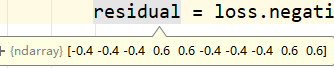 residual = loss.negati
{ndarray} [-0.4 -0.4 -0.4 0.6 0.6 -0.4 -0.4 -0.4 0.6 0.6]